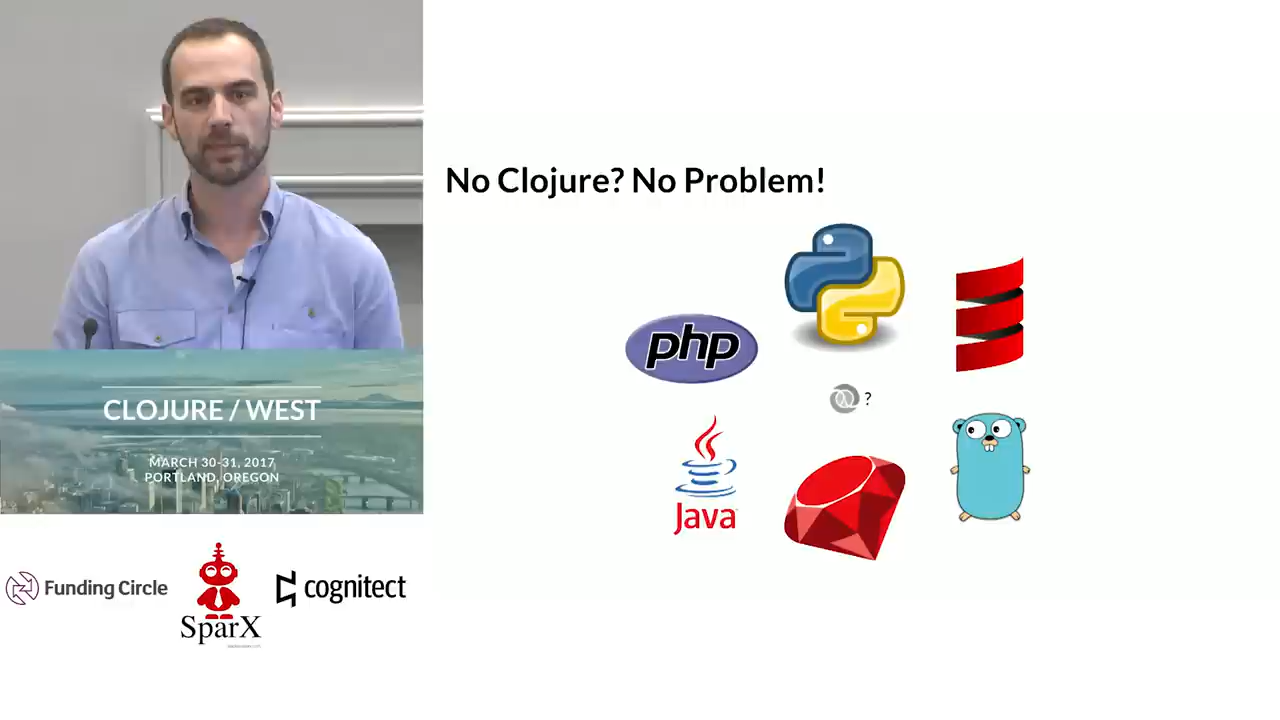 No Clojure? No Problem!
php
?
Java
CLOJURE / WEST
MARCH 30-31, 2017
PORTLAND, OREGON
Funding Circle
SparX
cognitect